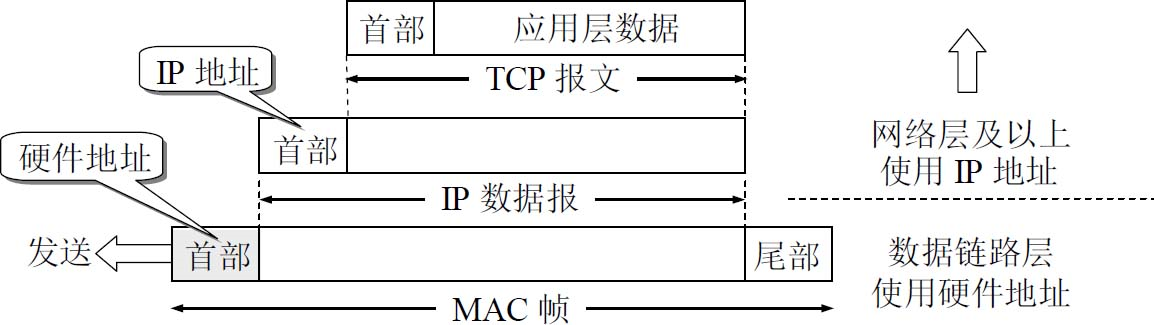 首部 应用层数据
TCP 报文
IP 地址
首部
硬件地址
IP 数据报
发送 首部 尾部
MAC 帧
网络层及以上
使用 IP 地址
数据链路层
使用硬件地址